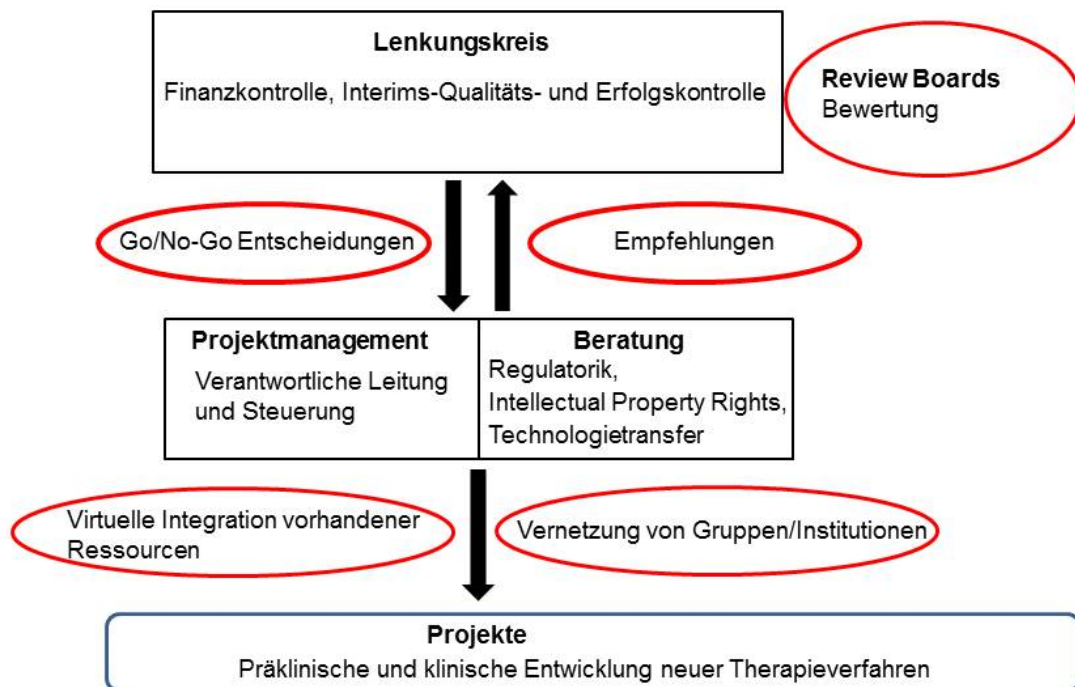 Lenkungskreis
Finanzkontrolle, Interims-Qualitäts- und Erfolgskontrolle
Review Boards
Bewertung
Go/No-Go Entscheidungen
Empfehlungen
Projektmanagement
Verantwortliche Leitung
und Steuerung
Beratung
Regulatorik,
Intellectual Property Rights,
Technologietransfer
Virtuelle Integration vorhandener
Ressourcen
Vernetzung von Gruppen/Institutionen
Projekte
Präklinische und klinische Entwicklung neuer Therapieverfahren